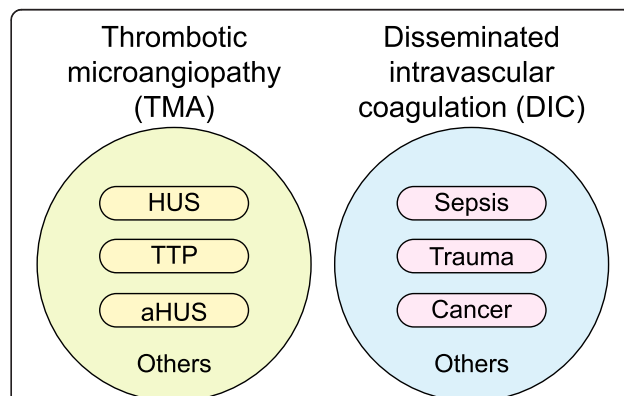 Thrombotic
microangiopathy
(TMA)
HUS
TTP
aHUS
Others
Disseminated
intravascular
coagulation (DIC)
Sepsis
Trauma
Cancer
Others